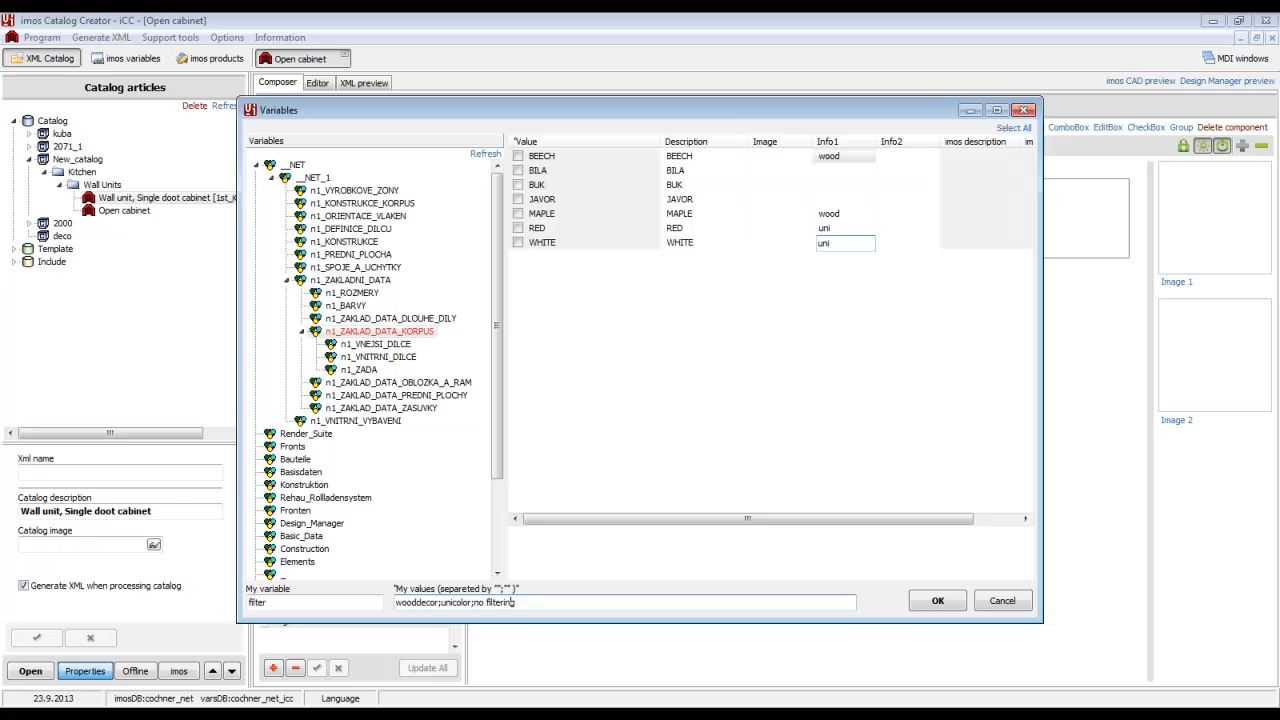 imos Catalog Creator - iCC - [Open cabinet]
Program Generate XML Support tools Options Information
XML Catalog imos variables imos products Open cabinet MDI windows
Catalog articles
Composer Editor XML preview
imos CAD preview Design Manager preview
Delete
Catalog
kuba
2071_1
New_catalog
Kitchen
Wall Units
Wall unit, Single doot cabinet
Open cabinet
2000
deco
Template
Include
Xml name
Catalog description
Wall unit, Single doot cabinet
Catalog image
Generate XML when processing catalog
Open Properties Offline imos
23.9.2013 imosDB:cochner_net varsDB:cochner_net_icc Language
Variables
Variables
Refresh
__NET
__NET_1
n1_VYROBKOVE_ZONY
n1_KONSTRUKCE_KORPUS
n1_ORIENTACE_VLAKEN
n1_DEFINICE_DILCU
n1_KONSTRUKCE
n1_PREDNI_PLOCHA
n1_SPOJE_A_UCHYTKY
n1_ZAKLADNI_DATA
n1_ROZMERY
n1_BARVY
n1_ZAKLAD_DATA_DLOUHE_DILY
n1_ZAKLAD_DATA_KORPUS
n1_VNEJSI_DILCE
n1_VNITRNI_DILCE
n1_ZADA
n1_ZAKLAD_DATA_OBLOZKA_A_RAM
n1_ZAKLAD_DATA_PREDNI_PLOCHY
n1_ZAKLAD_DATA_ZASUVKY
n1_VNITRNI_VYBAVENI
Render_Suite
Fronts
Bauteile
Basisdaten
Konstruktion
Rehau_Rollladensystem
Fronten
Design_Manager
Basic_Data
Construction
Elements
Select All
"Value Description Image Info1 Info2 imos description
BEECH BEECH wood
BILA BILA
BUK BUK
JAVOR JAVOR
MAPLE MAPLE wood
RED RED uni
WHITE WHITE uni
My variable "My values (separeted by "";"" )"
filter wooddecor;unicolor;no filtering
OK Cancel
ComboBox EditBox CheckBox Group Delete component
Image 1
Image 2
Update All